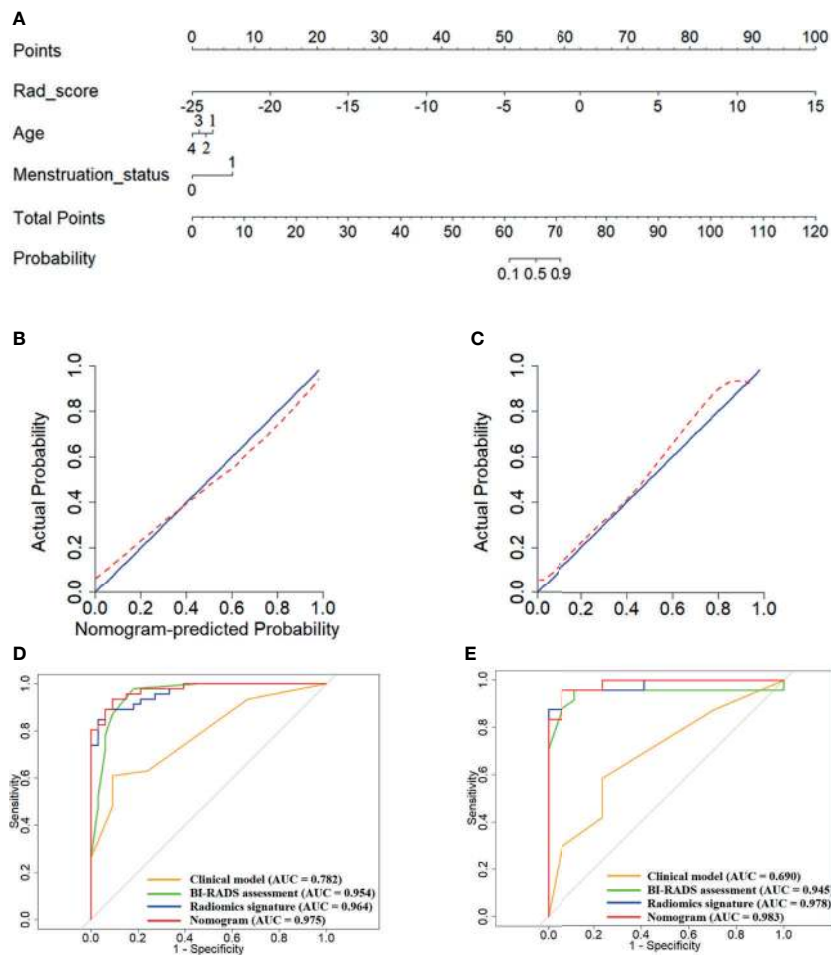 A
Points
0 10 20 30 40 50 60 70 80 90 100
Rad_score
-25 -20 -15 -10 -5 0 5 10 15
Age
3 1
4 2
Menstruation_status
1
0
Total Points
0 10 20 30 40 50 60 70 80 90 100 110 120
Probability
0.1 0.5 0.9
B
Actual Probability
1.0
0.8
0.6
0.4
0.2
0.0
0.0 0.2 0.4 0.6 0.8 1.0
Nomogram-predicted Probability
C
Actual Probability
1.0
0.8
0.6
0.4
0.2
0.0
0.0 0.2 0.4 0.6 0.8 1.0
D
Sensitivity
1.0
0.8
0.6
0.4
0.2
0.0
Clinical model (AUC = 0.782)
BI-RADS assessment (AUC = 0.954)
Radiomics signature (AUC = 0.964)
Nomogram (AUC = 0.975)
0.0 0.2 0.4 0.6 0.8 1.0
1 - Specificity
E
Sensitivity
1.0
0.8
0.6
0.4
0.2
0.0
Clinical model (AUC = 0.690)
BI-RADS assessment (AUC = 0.945)
Radiomics signature (AUC = 0.978)
Nomogram (AUC = 0.983)
0.0 0.2 0.4 0.6 0.8 1.0
1 - Specificity